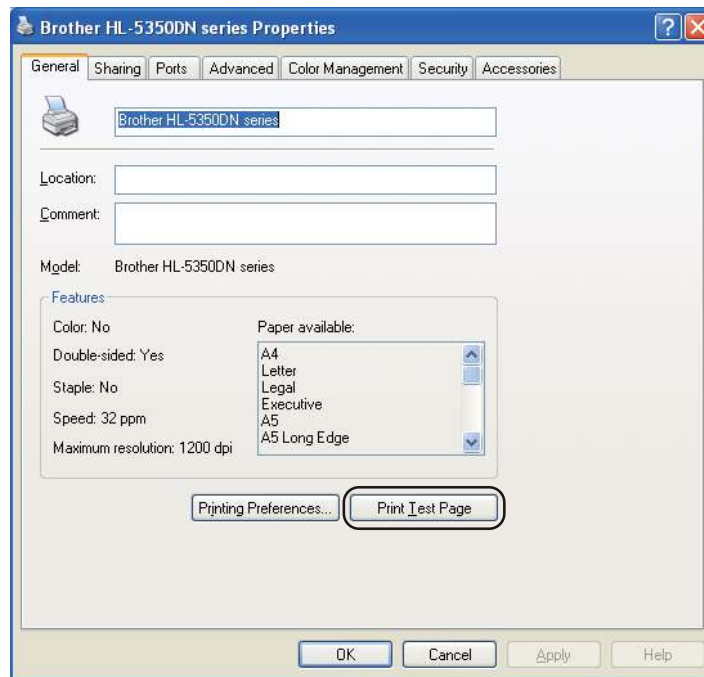 Brother HL-5350DN series Properties
General Sharing Ports Advanced Color Management Security Accessories
Brother HL-5350DN series
Location:
Comment:
Model: Brother HL-5350DN series
Features
Color: No Paper available:
Double-sided: Yes A4
Letter
Staple: No Legal
Executive
Speed: 32 ppm A5
Maximum resolution: 1200 dpi A5 Long Edge
Printing Preferences... Print Test Page
OK Cancel Apply Help